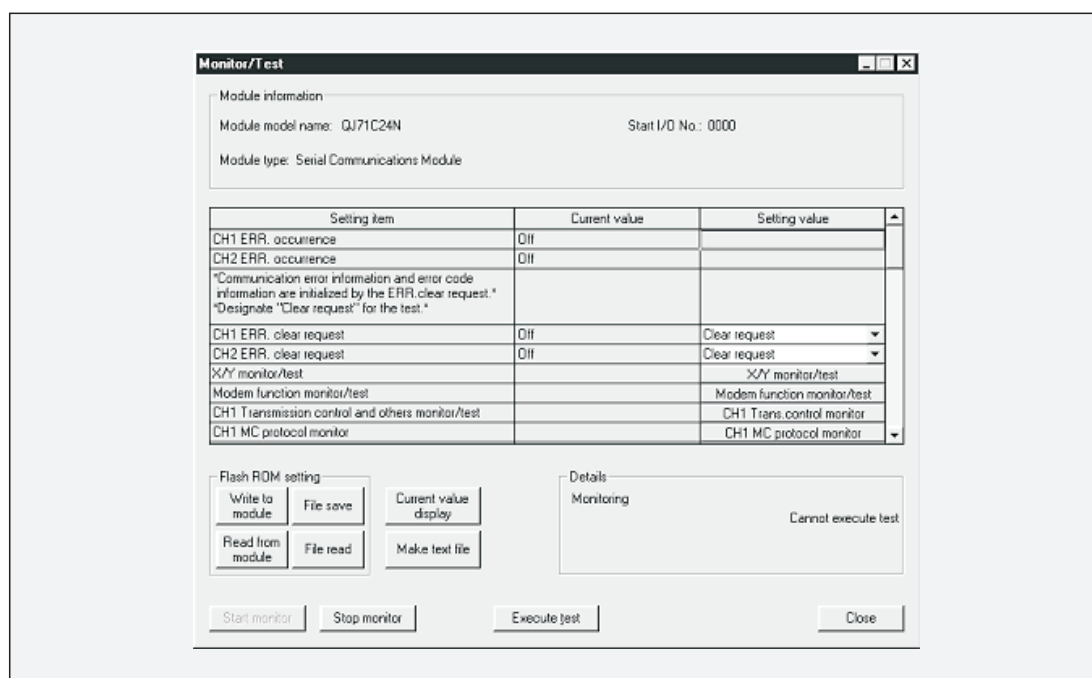 Monitor/Test
Module information
Module model name: QJ71C24N Start I/O No.: 0000
Module type: Serial Communications Module
Setting item Current value Setting value
CH1 ERR. occurrence Off
CH2 ERR. occurrence Off
"Communication error information and error code
information are initialized by the ERR.clear request."
"Designate "Clear request" for the test."
CH1 ERR. clear request Off Clear request
CH2 ERR. clear request Off Clear request
X/Y monitor/test X/Y monitor/test
Modem function monitor/test Modem function monitor/test
CH1 Transmission control and others monitor/test CH1 Trans.control monitor
CH1 MC protocol monitor CH1 MC protocol monitor
Flash ROM setting
Write to
module
File save
Current value
display
Read from
module
File read
Make text file
Details
Monitoring
Cannot execute test
Start monitor Stop monitor Execute test Close